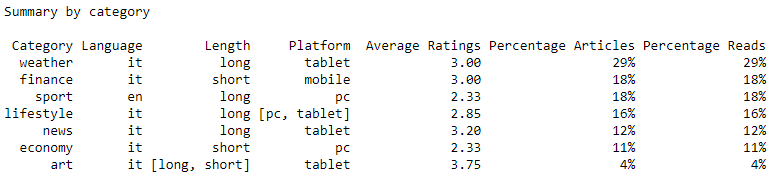 Summary by category
Category Language Length Platform Average Ratings Percentage Articles Percentage Reads
weather it long tablet 3.00 29% 29%
finance it short mobile 3.00 18% 18%
sport en long pc 2.33 18% 18%
lifestyle it long [pc, tablet] 2.85 16% 16%
news it long tablet 3.20 12% 12%
economy it short pc 2.33 11% 11%
art it [long, short] tablet 3.75 4% 4%